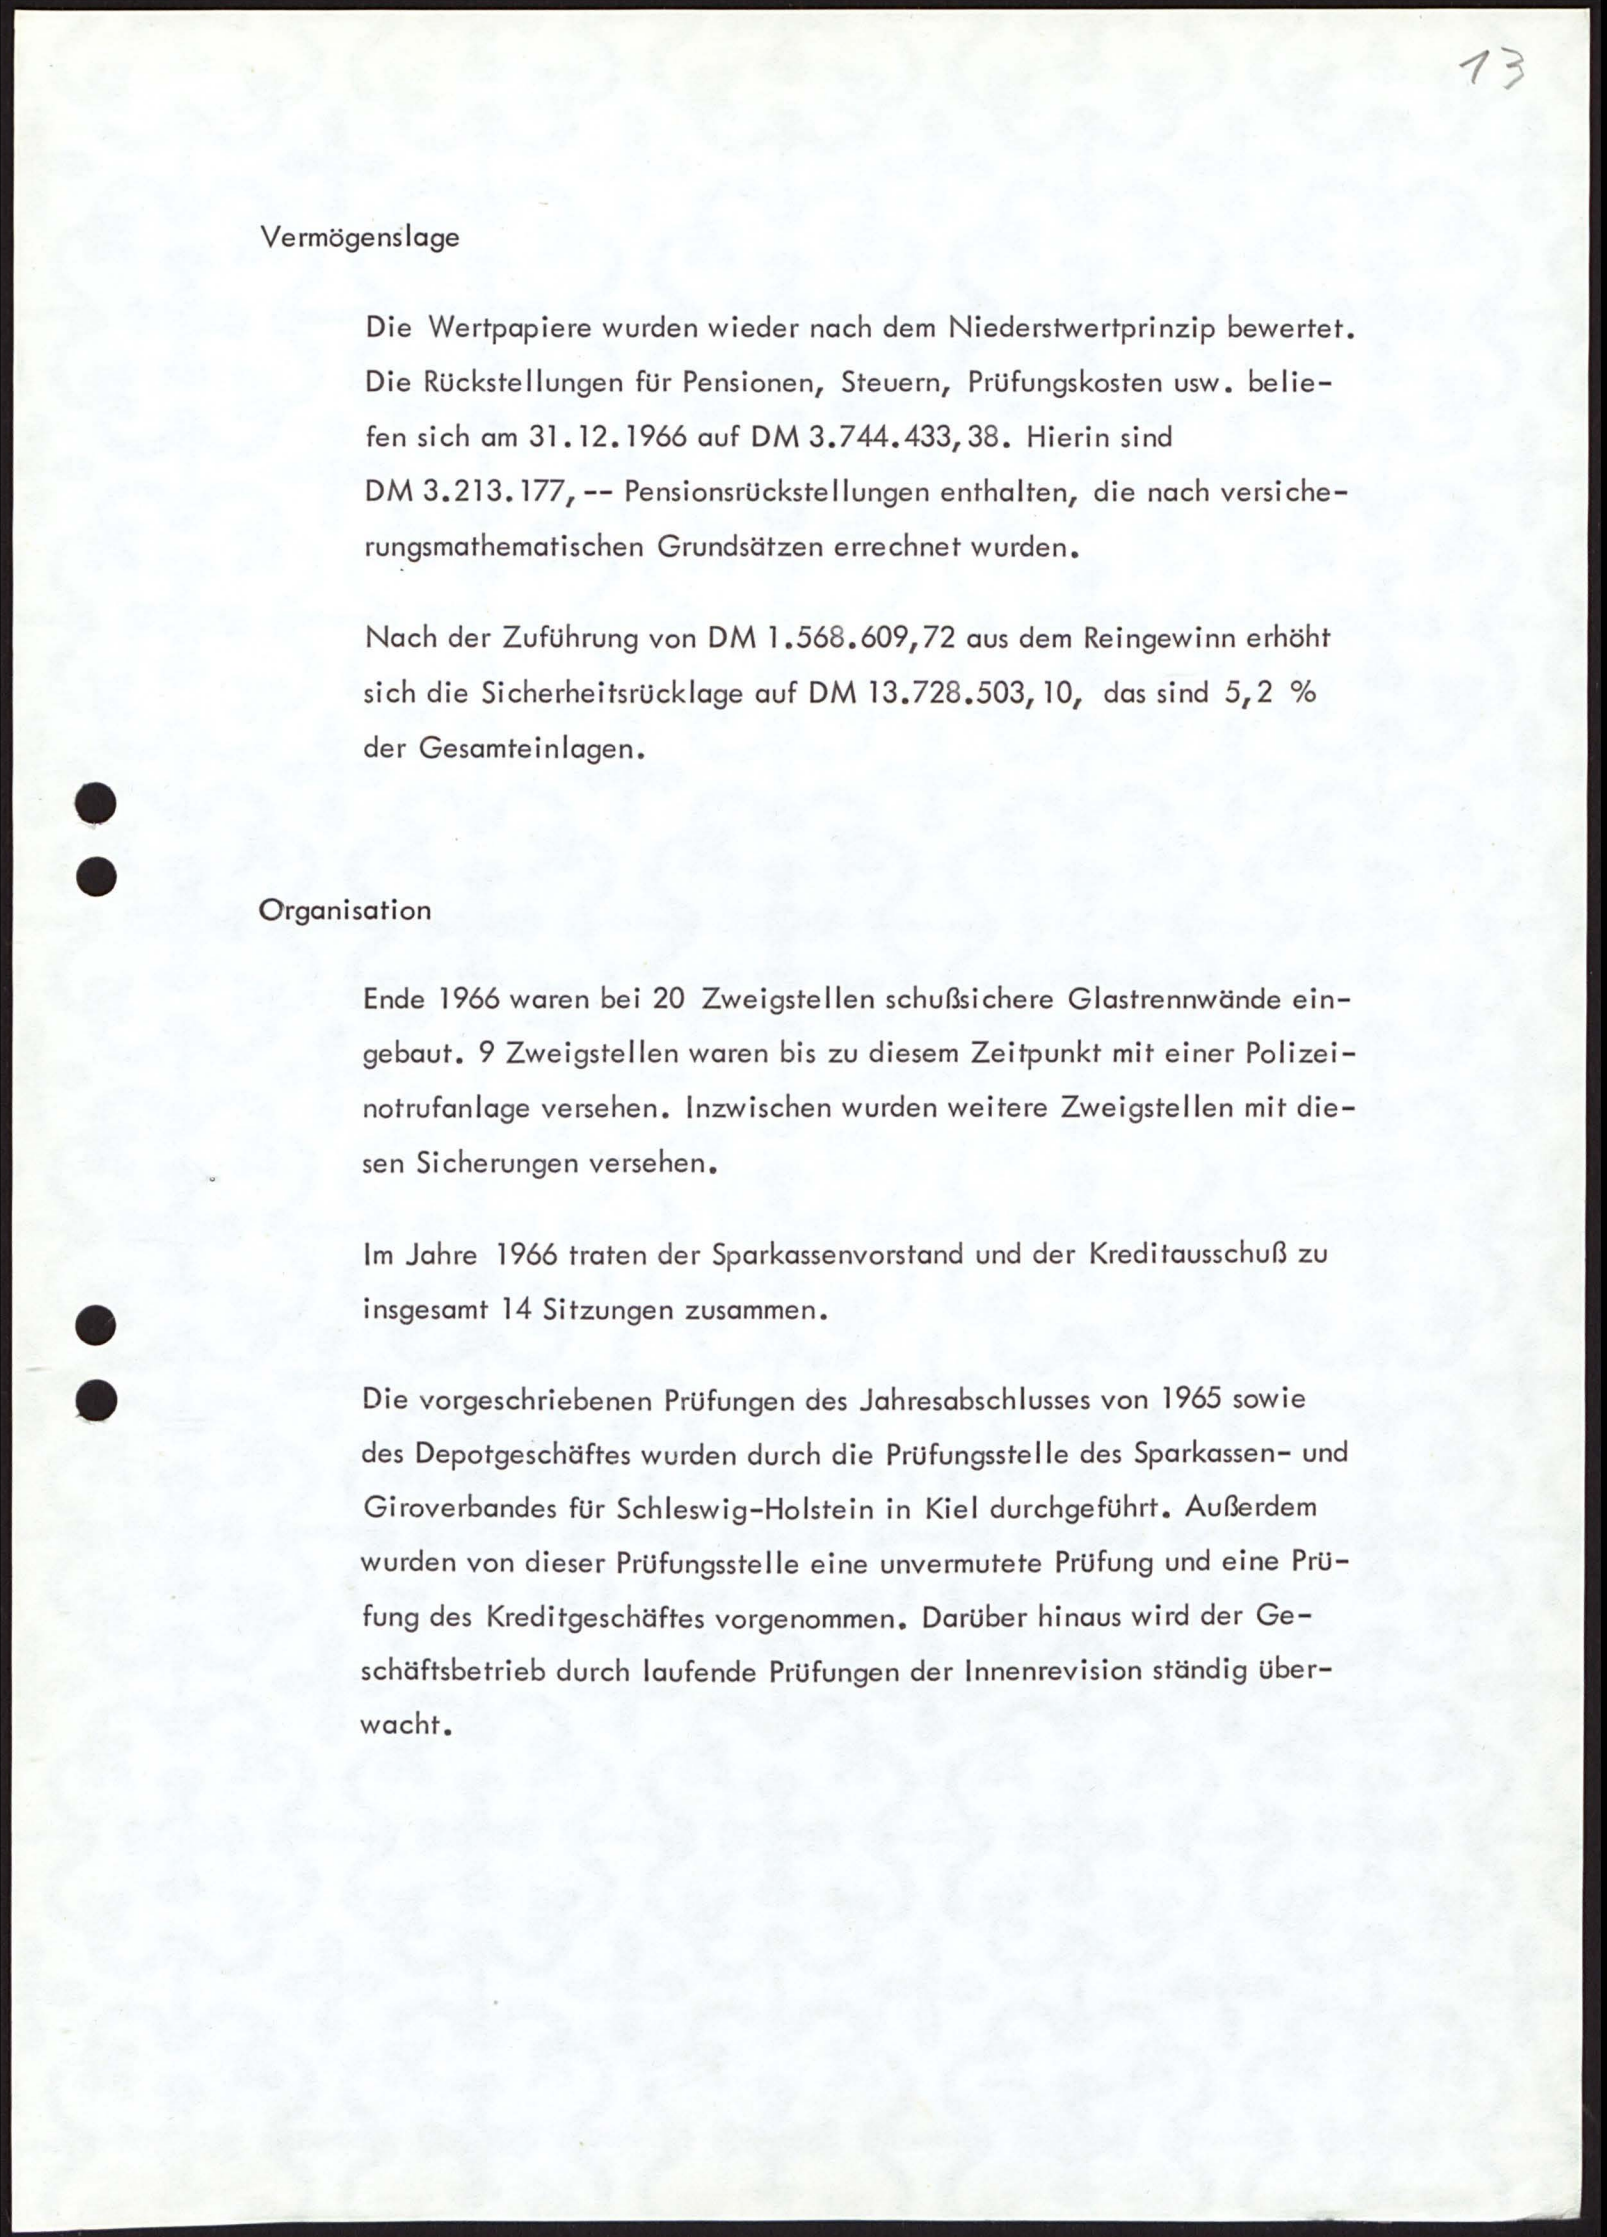 13
Vermögenslage
Die Wertpapiere wurden wieder nach dem Niederstwertprinzip bewertet.
Die Rückstellungen für Pensionen, Steuern, Prüfungskosten usw. belie-
fen sich am 31.12.1966 auf DM 3.744.433,38. Hierin sind
DM 3.213.177,-- Pensionsrückstellungen enthalten, die nach versiche-
rungsmathematischen Grundsätzen errechnet wurden.
Nach der Zuführung von DM 1.568.609,72 aus dem Reingewinn erhöht
sich die Sicherheitsrücklage auf DM 13.728.503,10, das sind 5,2 %
der Gesamteinlagen.
Organisation
Ende 1966 waren bei 20 Zweigstellen schußsichere Glastrennwände ein-
gebaut. 9 Zweigstellen waren bis zu diesem Zeitpunkt mit einer Polizei-
notrufanlage versehen. Inzwischen wurden weitere Zweigstellen mit die-
sen Sicherungen versehen.
Im Jahre 1966 traten der Sparkassenvorstand und der Kreditausschuß zu
insgesamt 14 Sitzungen zusammen.
Die vorgeschriebenen Prüfungen des Jahresabschlusses von 1965 sowie
des Depotgeschäftes wurden durch die Prüfungsstelle des Sparkassen- und
Giroverbandes für Schleswig-Holstein in Kiel durchgeführt. Außerdem
wurden von dieser Prüfungsstelle eine unvermutete Prüfung und eine Prü-
fung des Kreditgeschäftes vorgenommen. Darüber hinaus wird der Ge-
schäftsbetrieb durch laufende Prüfungen der Innenrevision ständig über-
wacht.